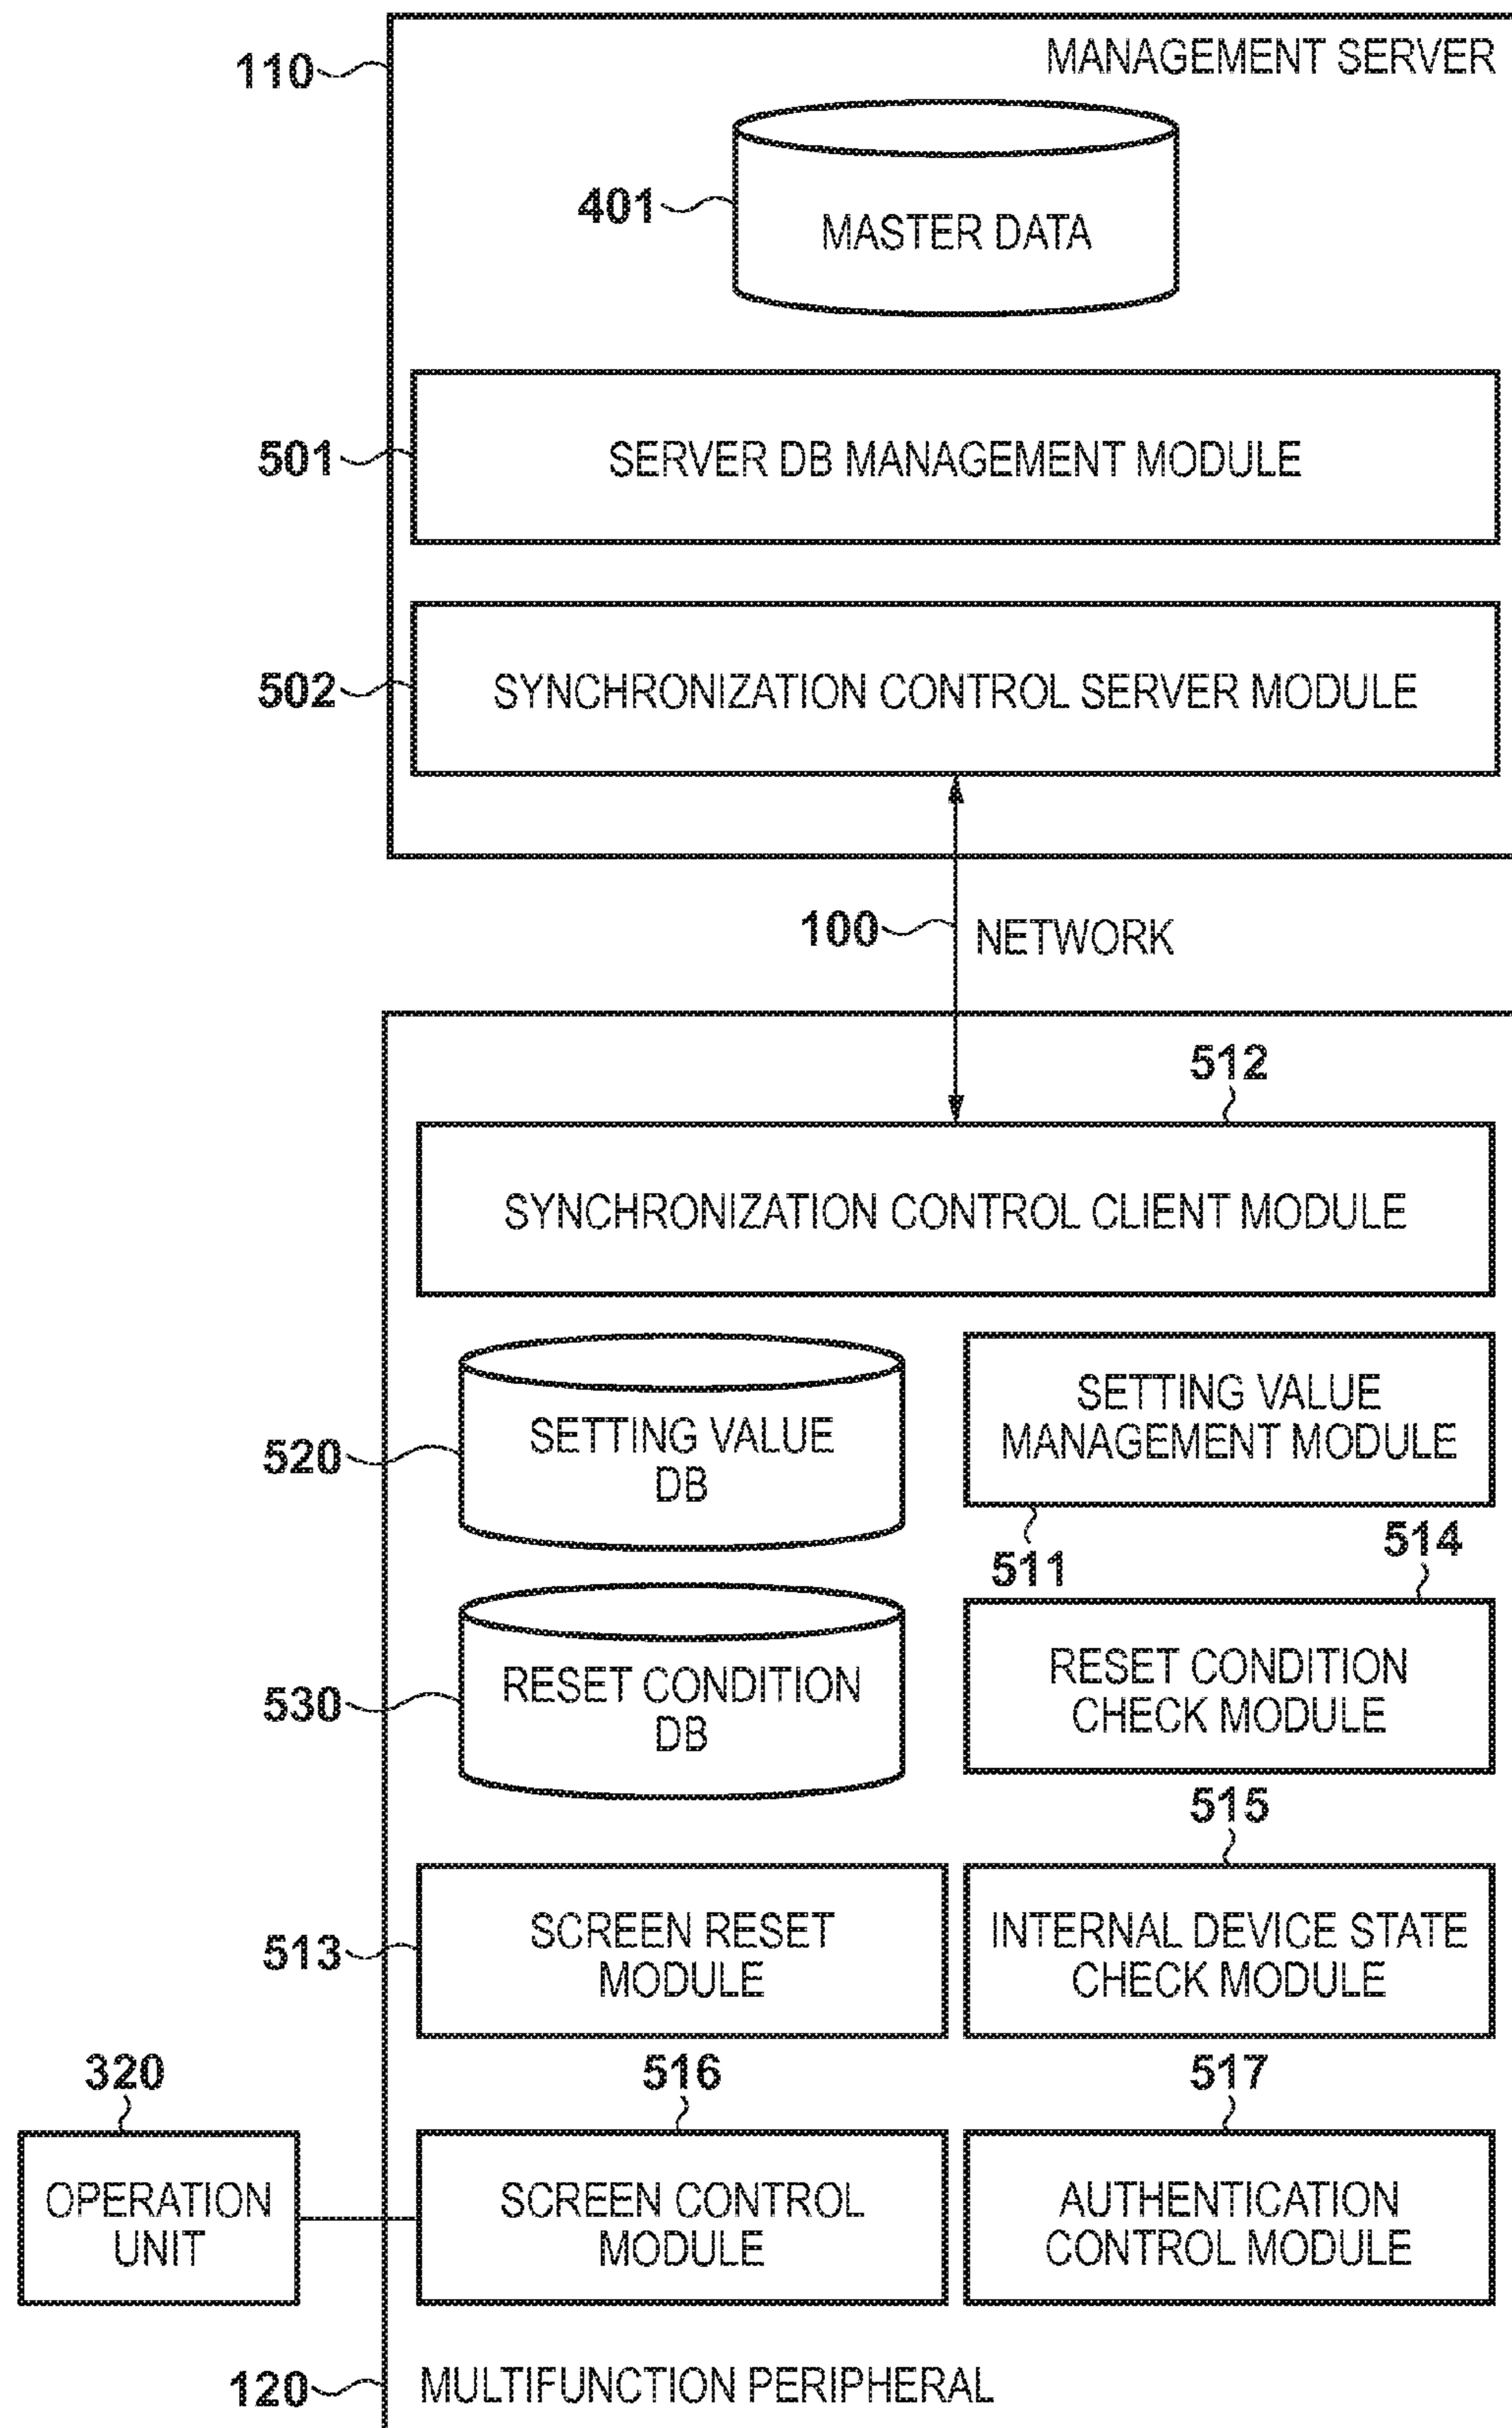 MANAGEMENT SERVER
110
401
MASTER DATA
501
SERVER DB MANAGEMENT MODULE
502
SYNCHRONIZATION CONTROL SERVER MODULE
100
NETWORK
512
SYNCHRONIZATION CONTROL CLIENT MODULE
520
SETTING VALUE
DB
SETTING VALUE
MANAGEMENT MODULE
511
514
530
RESET CONDITION
DB
RESET CONDITION
CHECK MODULE
515
513
SCREEN RESET
MODULE
INTERNAL DEVICE STATE
CHECK MODULE
320
516
517
OPERATION
UNIT
SCREEN CONTROL
MODULE
AUTHENTICATION
CONTROL MODULE
120
MULTIFUNCTION PERIPHERAL